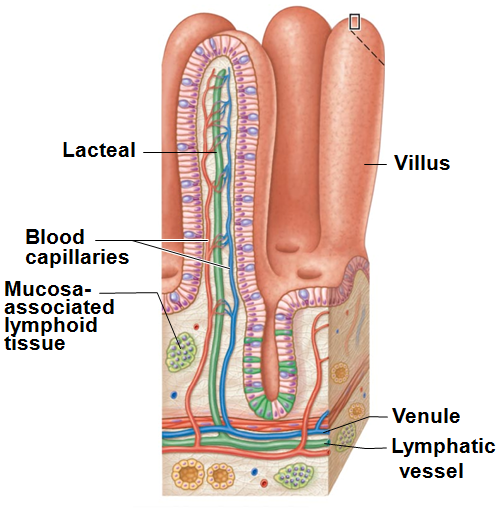 Lacteal
Villus
Blood
capillaries
Mucosa-
associated
lymphoid
tissue
Venule
Lymphatic
vessel